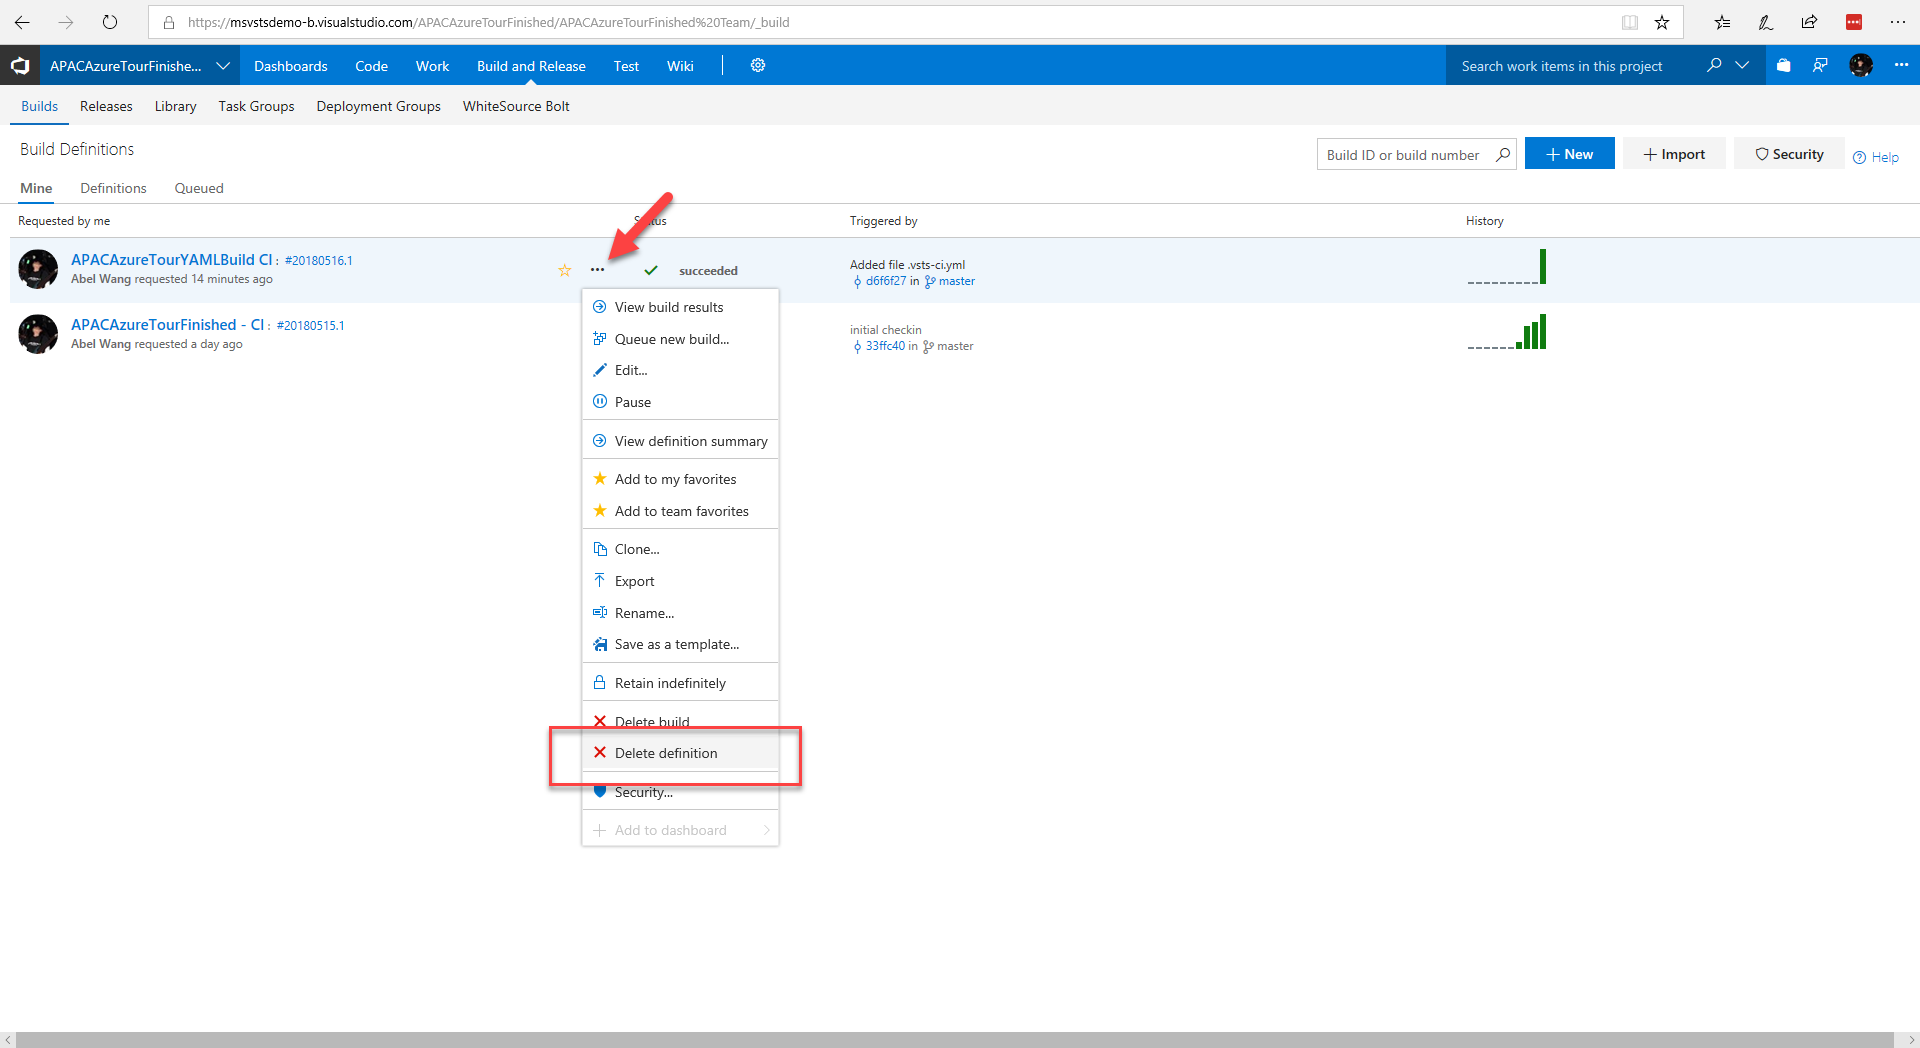 https://msvstsdemo-b.visualstudio.com/APACAzureTourFinished/APACAzureTourFinished%20Team/_build
APACAzureTourFinishe... Dashboards Code Work Build and Release Test Wiki Search work items in this project
Builds Releases Library Task Groups Deployment Groups WhiteSource Bolt
Build Definitions
Build ID or build number
+ New
+ Import
Security
? Help
Mine Definitions Queued
Requested by me Triggered by History
APACAzureTourYAMLBuild CI : #20180516.1
Abel Wang requested 14 minutes ago
... succeeded
Added file .vsts-ci.yml
d6f6f27 in master
APACAzureTourFinished - CI : #20180515.1
Abel Wang requested a day ago
initial checkin
33ffc40 in master
View build results
Queue new build...
Edit...
Pause
View definition summary
Add to my favorites
Add to team favorites
Clone...
Export
Rename...
Save as a template...
Retain indefinitely
Delete build
Delete definition
Security...
Add to dashboard